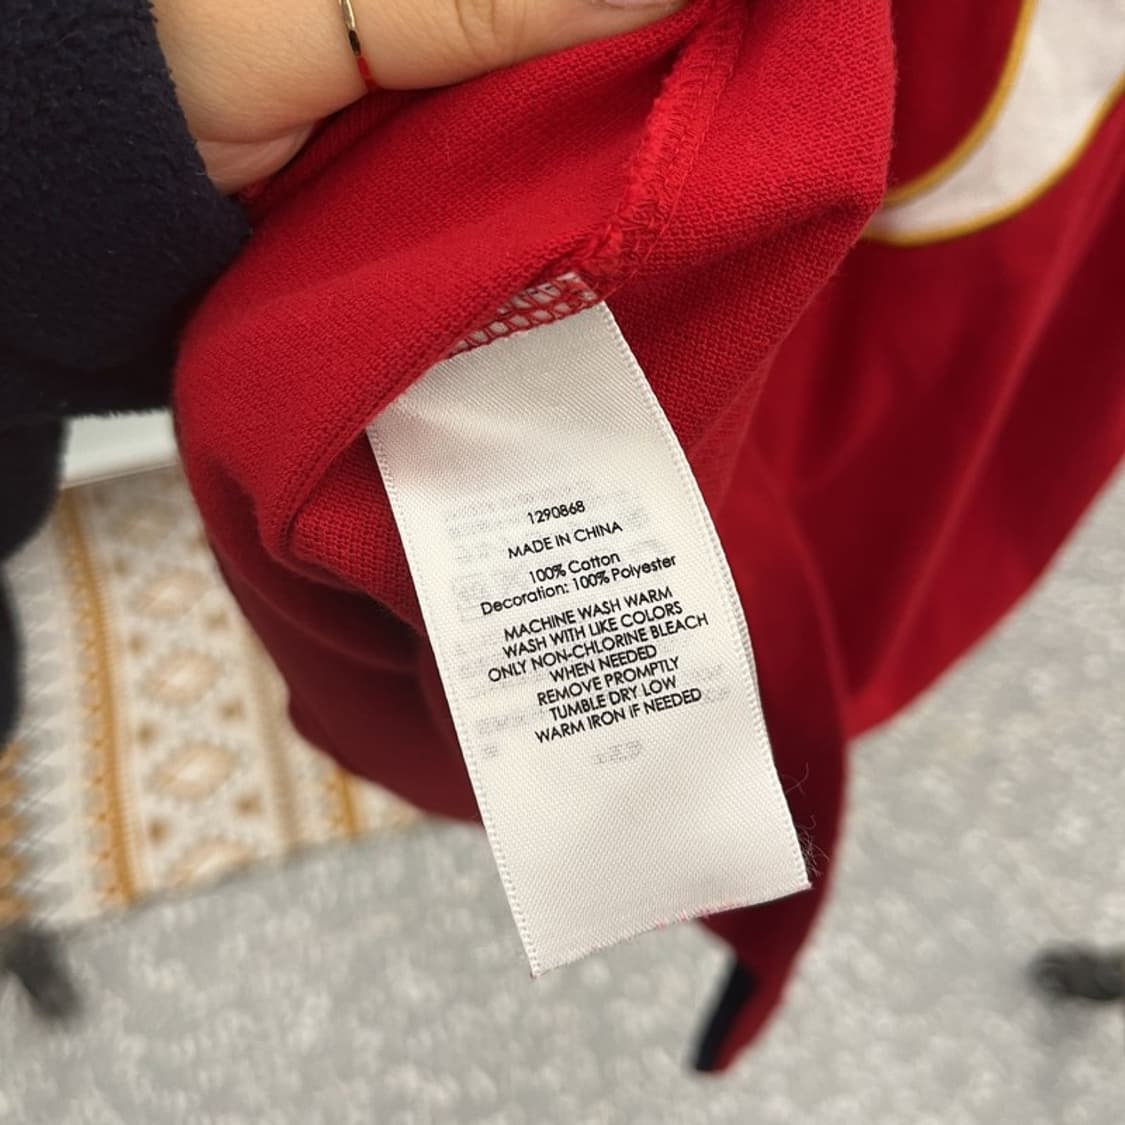 1290868
MADE IN CHINA
100% Cotton
Decoration: 100% Polyester
MACHINE WASH WARM
WASH WITH LIKE COLORS
ONLY NON-CHLORINE BLEACH
WHEN NEEDED
REMOVE PROMPTLY
TUMBLE DRY LOW
WARM IRON IF NEEDED